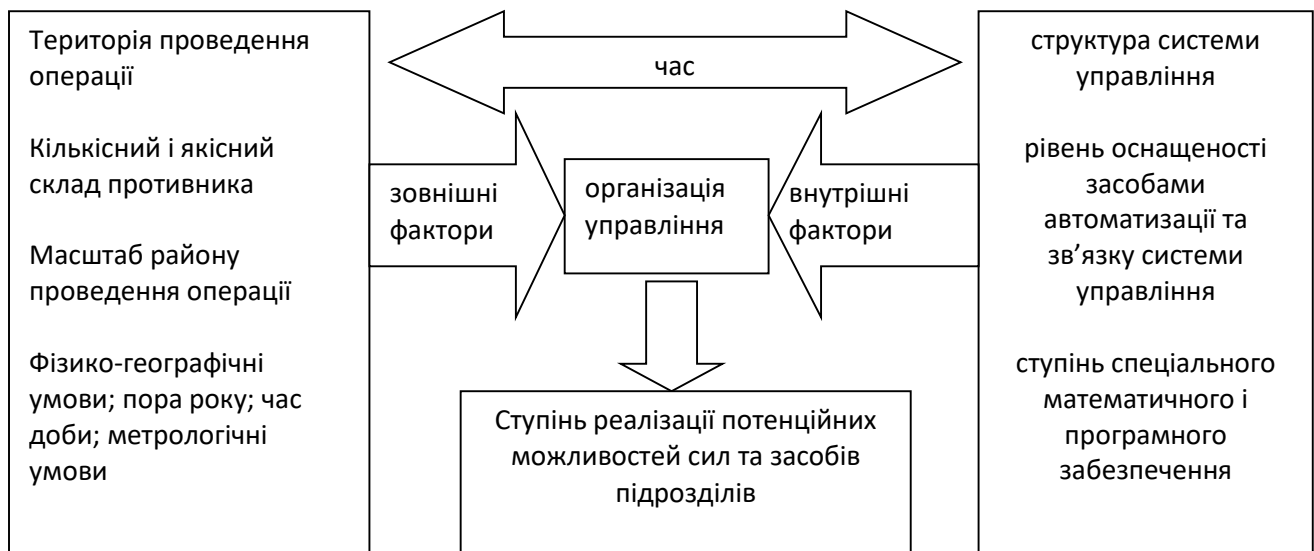 Територія проведення
операції
Кількісний і якісний
склад противника
Масштаб району
проведення операції
Фізико-географічні
умови; пора року; час
доби; метрологічні
умови
час
зовнішні
фактори
організація
управління
внутрішні
фактори
Ступінь реалізації потенційних
можливостей сил та засобів
підрозділів
структура системи
управління
рівень оснащеності
засобами
автоматизації та
зв’язку системи
управління
ступінь спеціального
математичного і
програмного
забезпечення